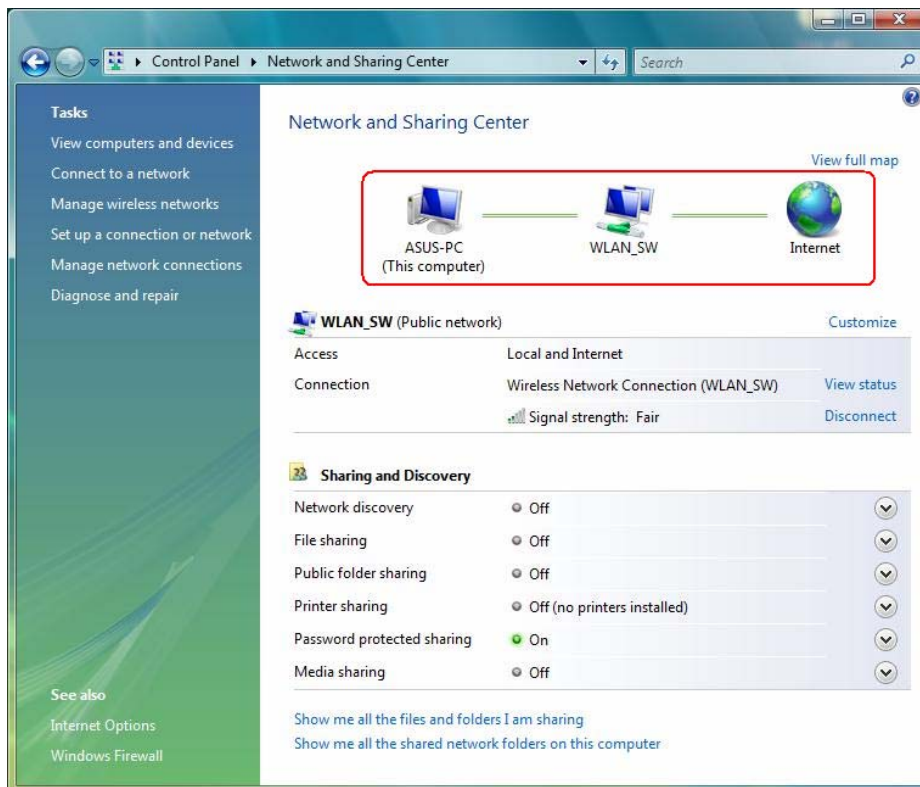 Control Panel
Network and Sharing Center
Search
Tasks
View computers and devices
Connect to a network
Manage wireless networks
Set up a connection or network
Manage network connections
Diagnose and repair
See also
Internet Options
Windows Firewall
Network and Sharing Center
View full map
ASUS-PC
(This computer)
WLAN_SW
Internet
WLAN_SW (Public network)
Customize
Access Local and Internet
Connection Wireless Network Connection (WLAN_SW) View status
Signal strength: Fair Disconnect
Sharing and Discovery
Network discovery Off
File sharing Off
Public folder sharing Off
Printer sharing Off (no printers installed)
Password protected sharing On
Media sharing Off
Show me all the files and folders I am sharing
Show me all the shared network folders on this computer